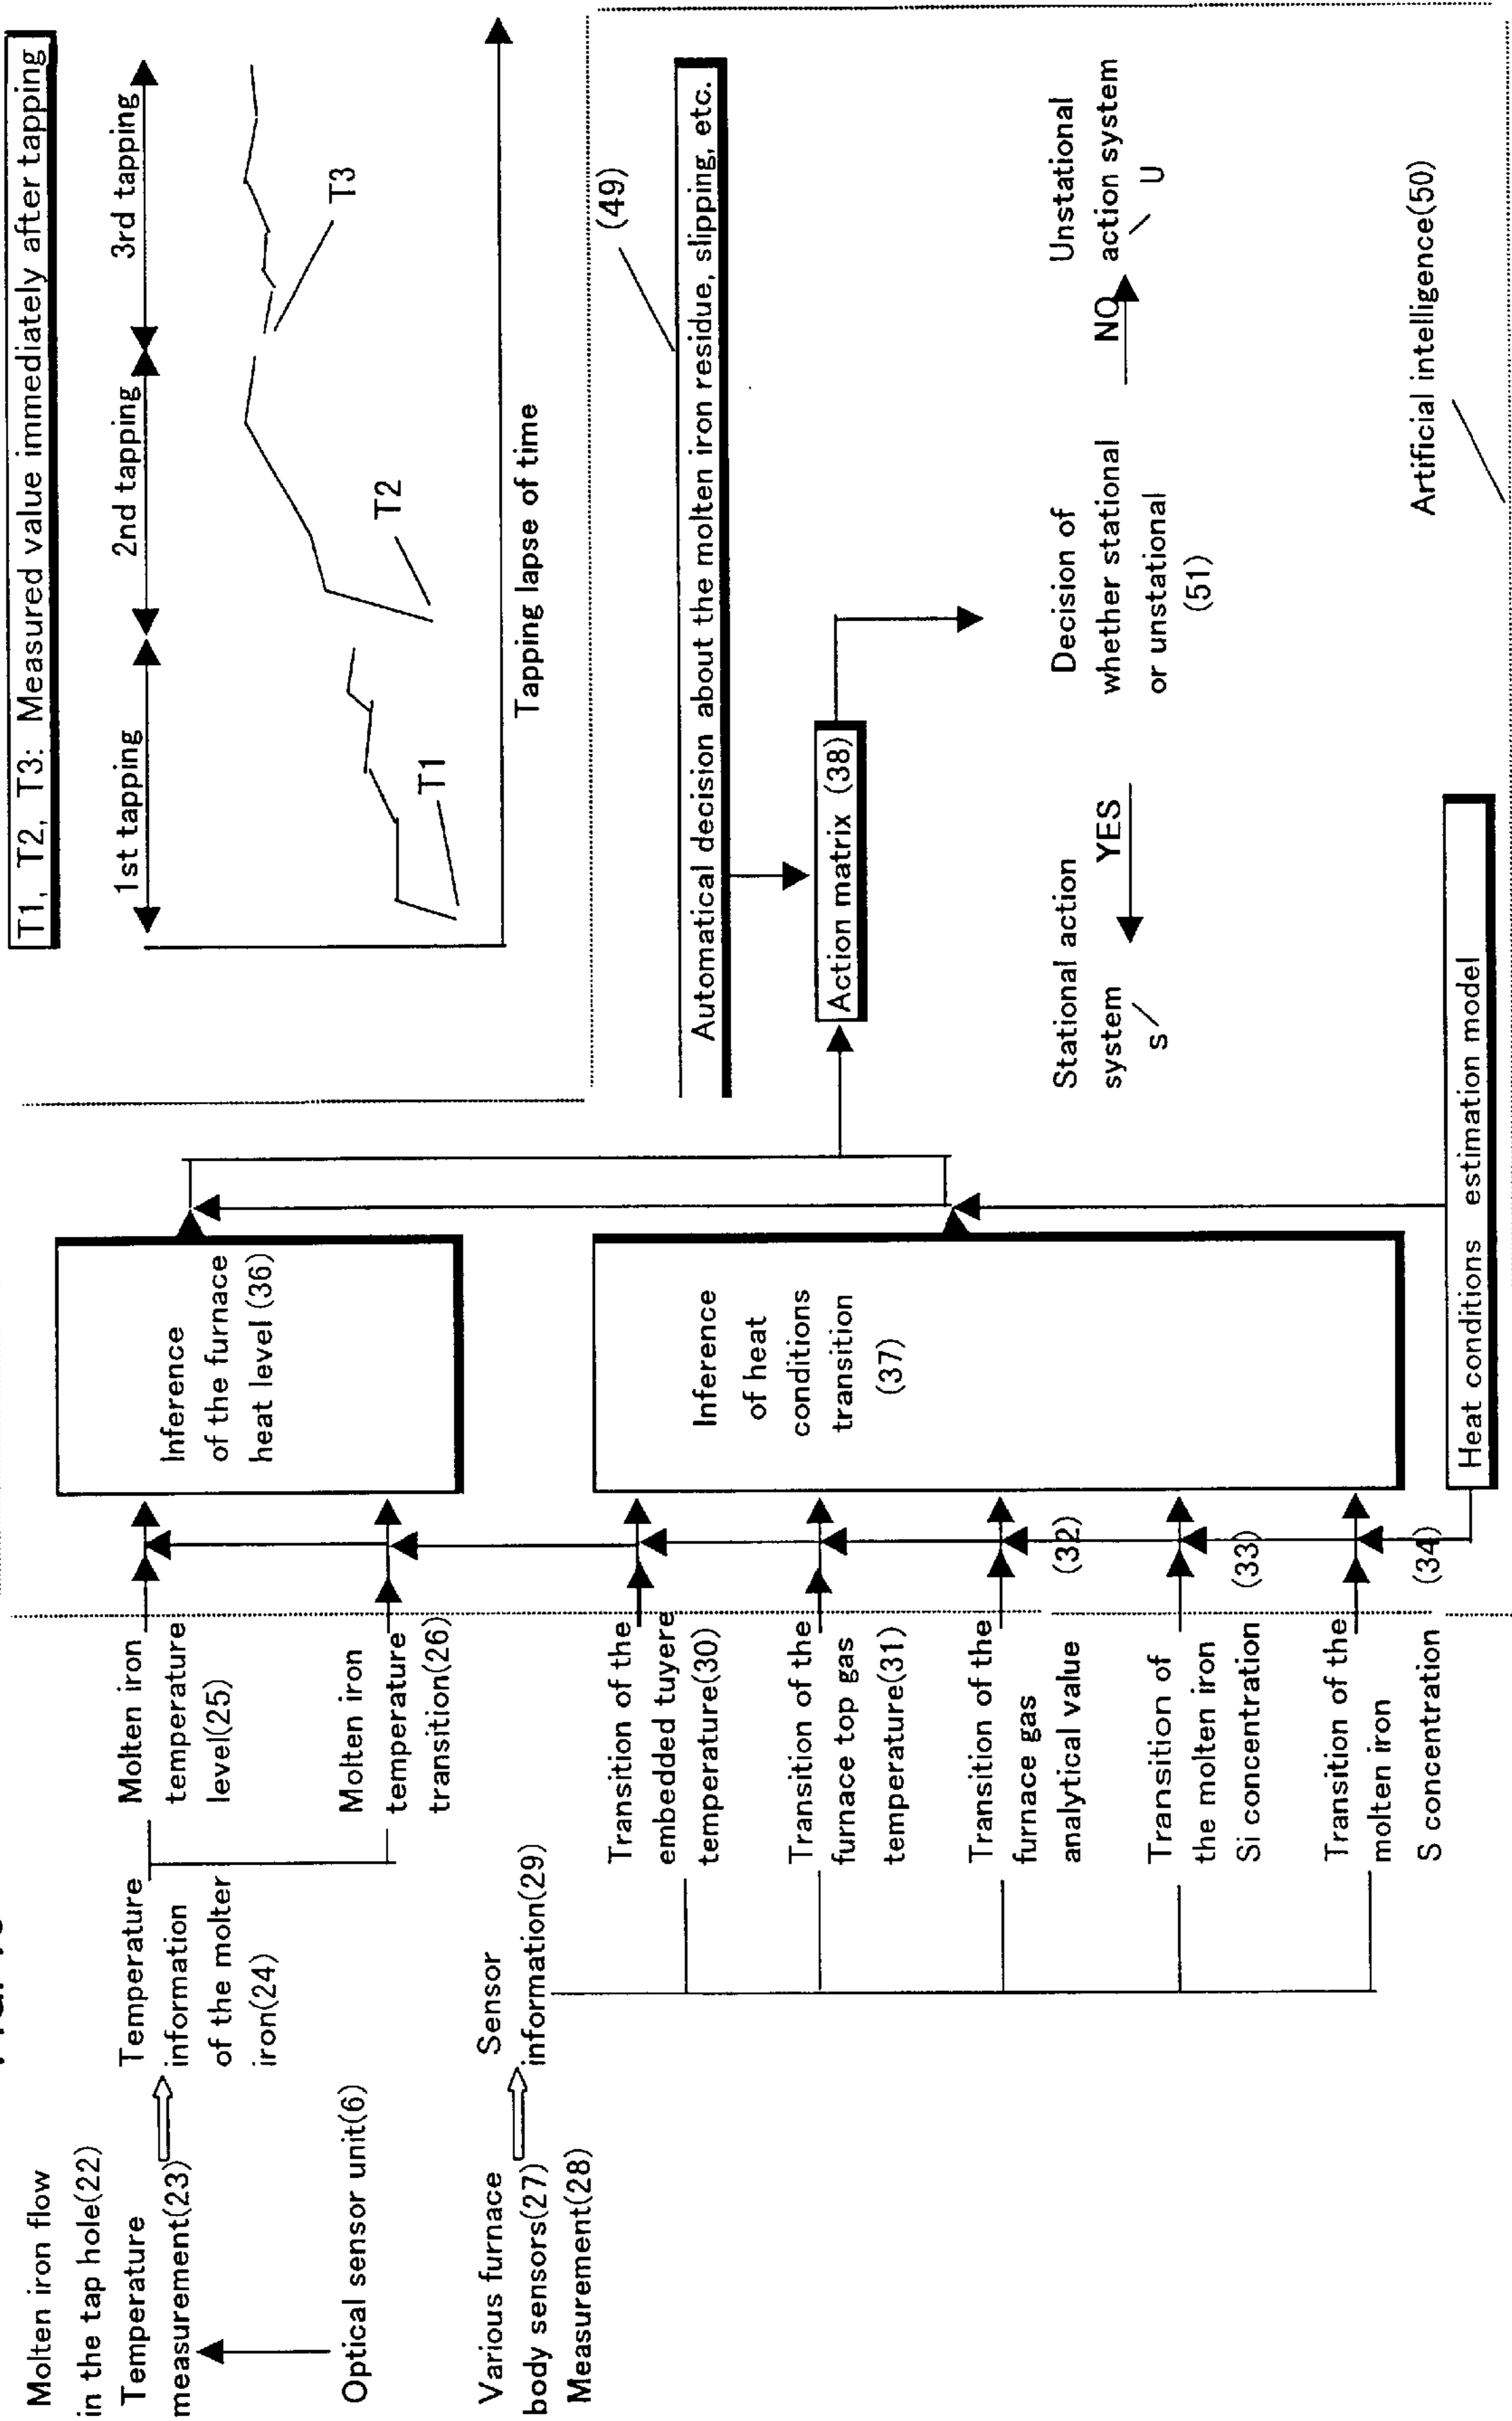 Molten iron flow
in the tap hole(22)
Temperature
measurement(23)
Optical sensor unit(6)
Temperature
information
of the molter
iron(24)
Molten iron
temperature
level(25)
Molten iron
temperature
transition(26)
Various furnace
body sensors(27)
Measurement(28)
Sensor
information(29)
Transition of the
embedded tuyere
temperature(30)
Transition of the
furnace top gas
temperature(31)
Transition of the
furnace gas
analytical value
(32)
Transition of
the molten iron
Si concentration
(33)
Transition of the
molten iron
S concentration
(34)
Inference
of the furnace
heat level (36)
Inference
of heat
conditions
transition
(37)
Heat conditions estimation model
T1, T2, T3: Measured value immediately after tapping
1st tapping
2nd tapping
3rd tapping
T1
T2
T3
Tapping lapse of time
(49)
Automatical decision about the molten iron residue, slipping, etc.
Action matrix (38)
Stational action
system
s
YES
Decision of
whether stational
or unstational
(51)
NO
Unstational
action system
U
Artificial intelligence(50)